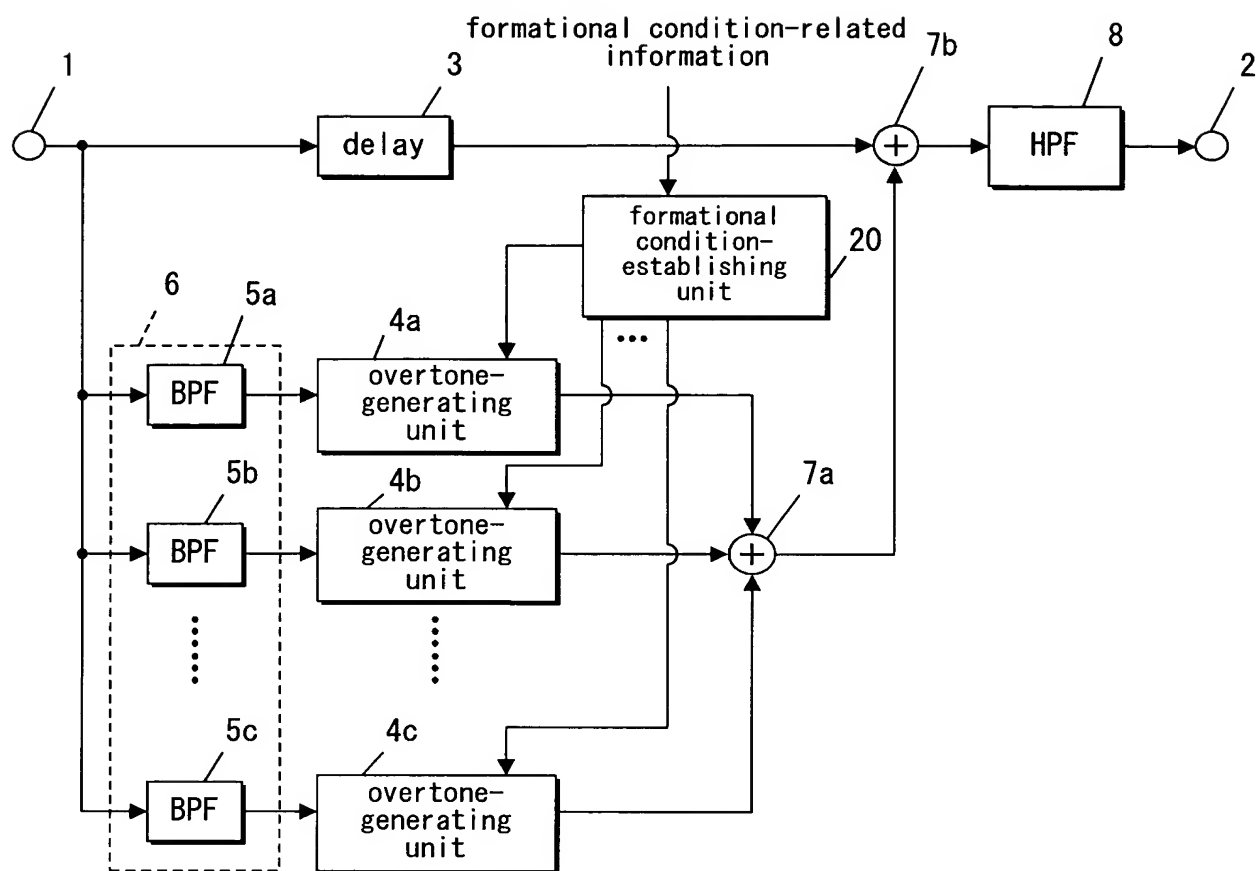 formational condition-related
information
1
3
7b
8
2
delay
+
HPF
formational
condition-
establishing
unit
20
6
5a
4a
...
BPF
overtone-
generating
unit
5b
4b
7a
BPF
overtone-
generating
unit
+
5c
4c
BPF
overtone-
generating
unit